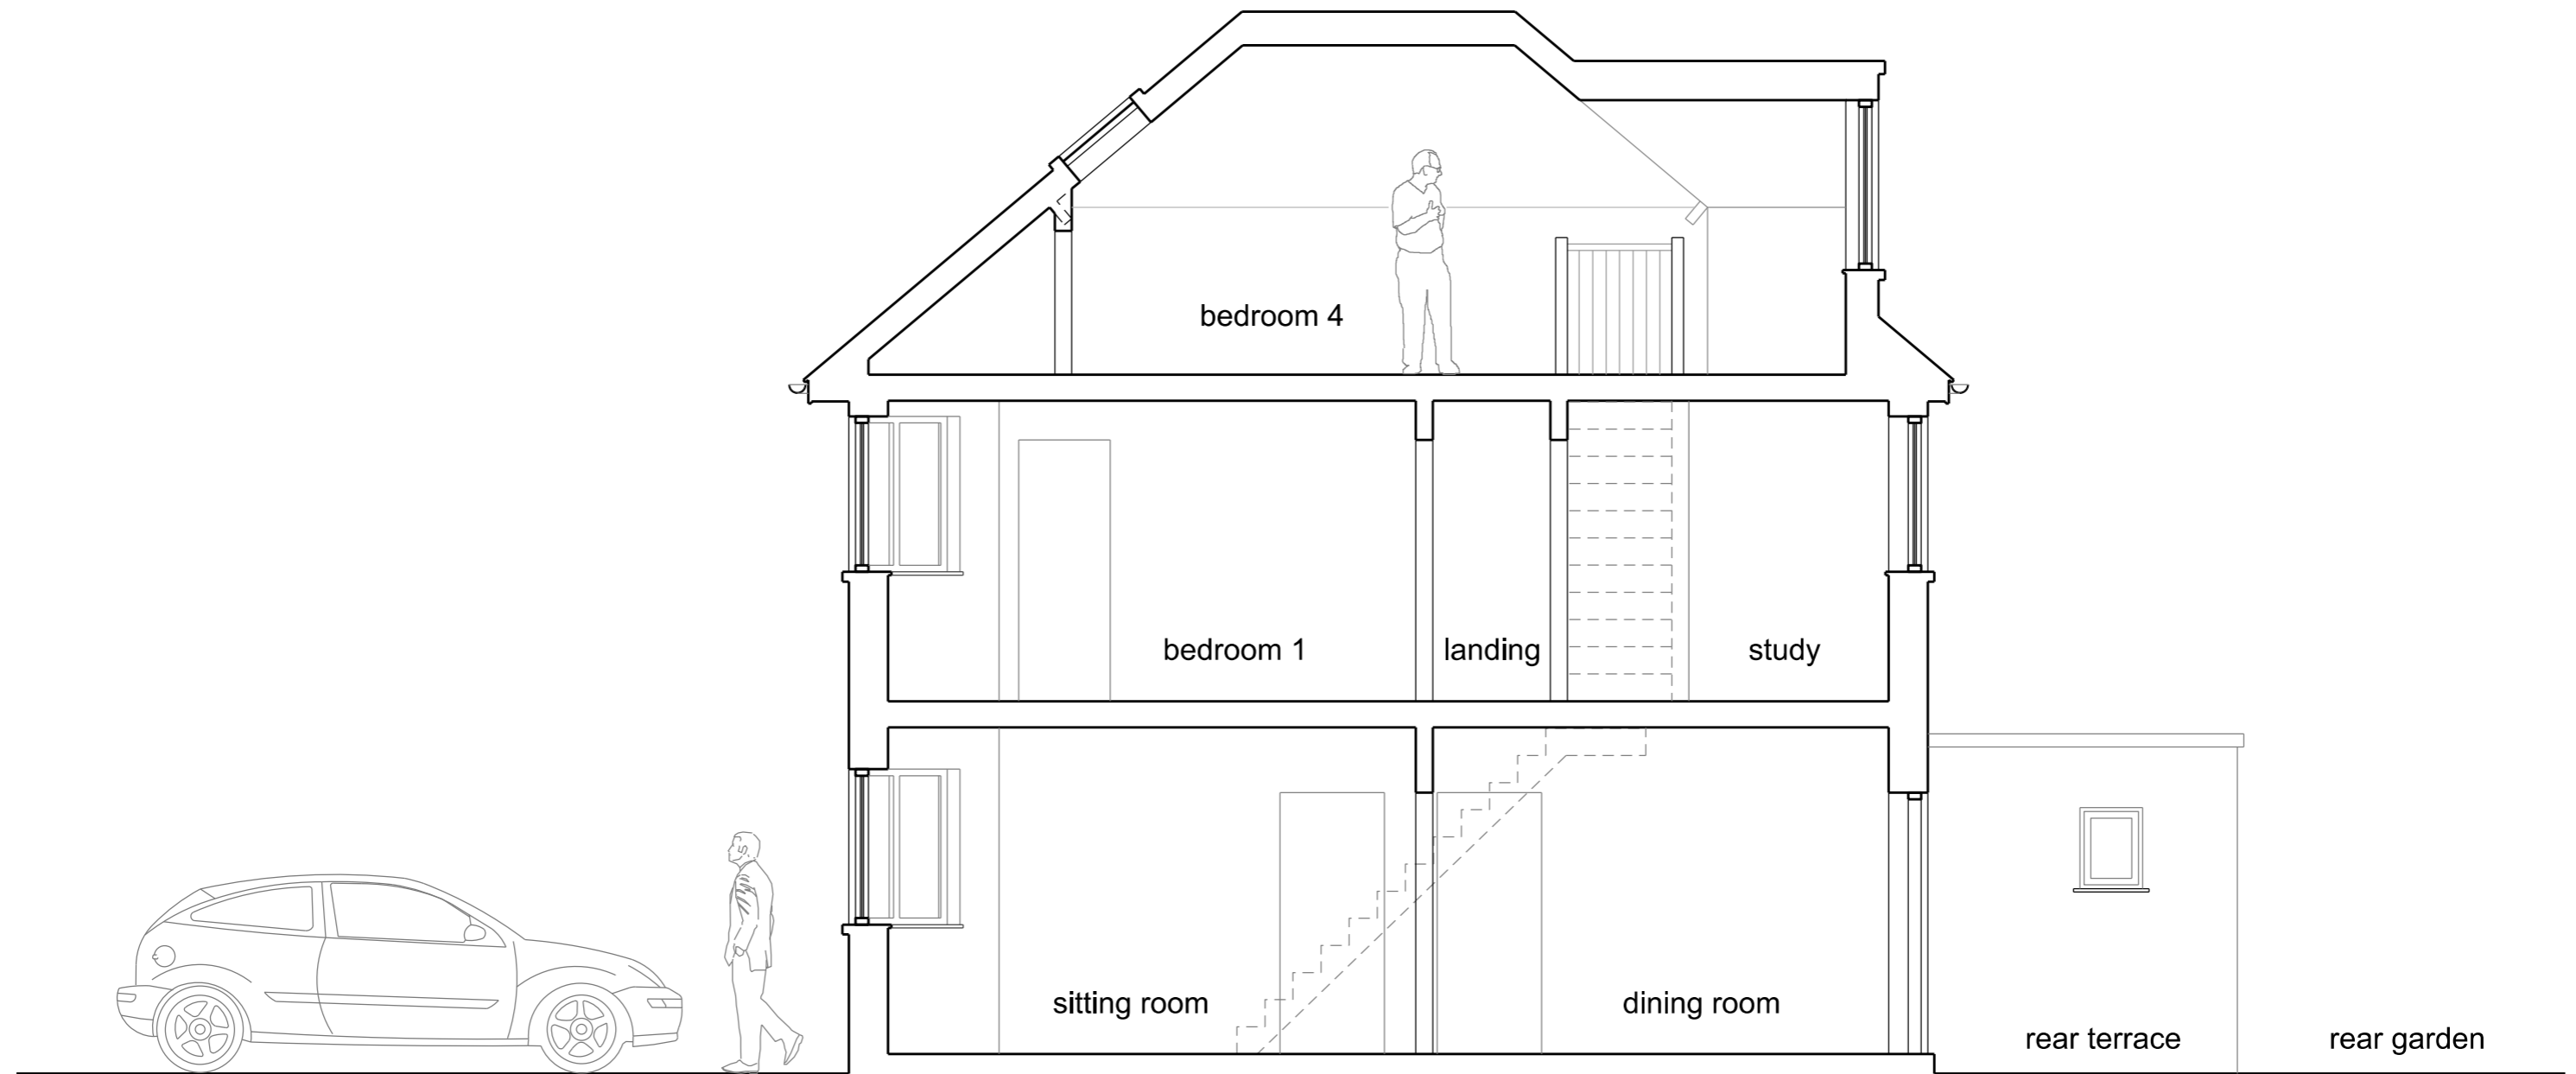 bedroom 4
bedroom 1
landing
study
sitting room
dining room
rear terrace
rear garden